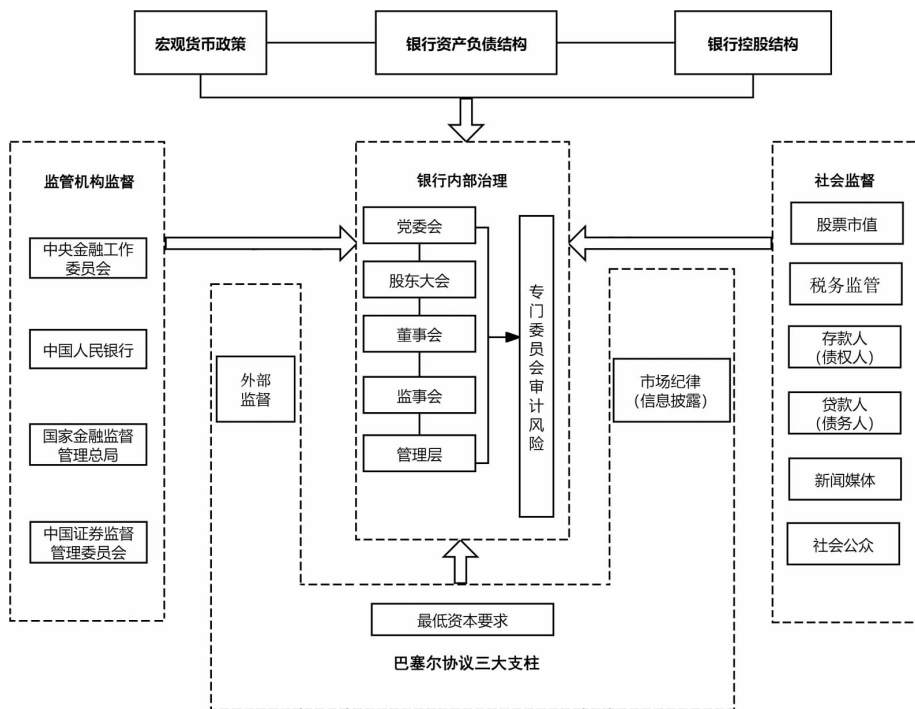 宏观货币政策
银行资产负债结构
银行控股结构
监管机构监督
中央金融工作
委员会
中国人民银行
国家金融监督
管理总局
中国证券监督
管理委员会
银行内部治理
党委会
股东大会
董事会
监事会
管理层
专门委员会审计风险
社会监督
股票市值
税务监管
存款人
（债权人）
贷款人
（债务人）
新闻媒体
社会公众
外部
监督
市场纪律
（信息披露）
最低资本要求
巴塞尔协议三大支柱